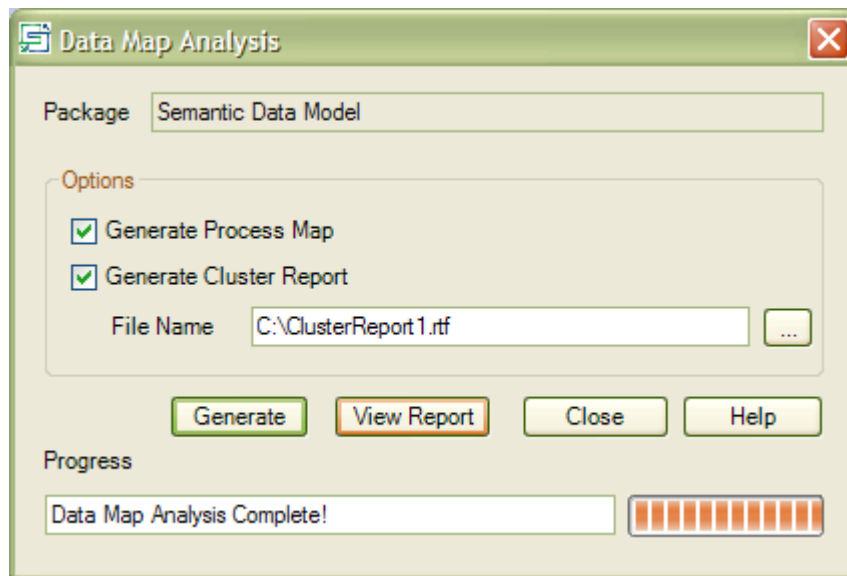 Data Map Analysis
Package Semantic Data Model
Options
Generate Process Map
Generate Cluster Report
File Name C:\ClusterReport1.rtf ...
Generate View Report Close Help
Progress
Data Map Analysis Complete!